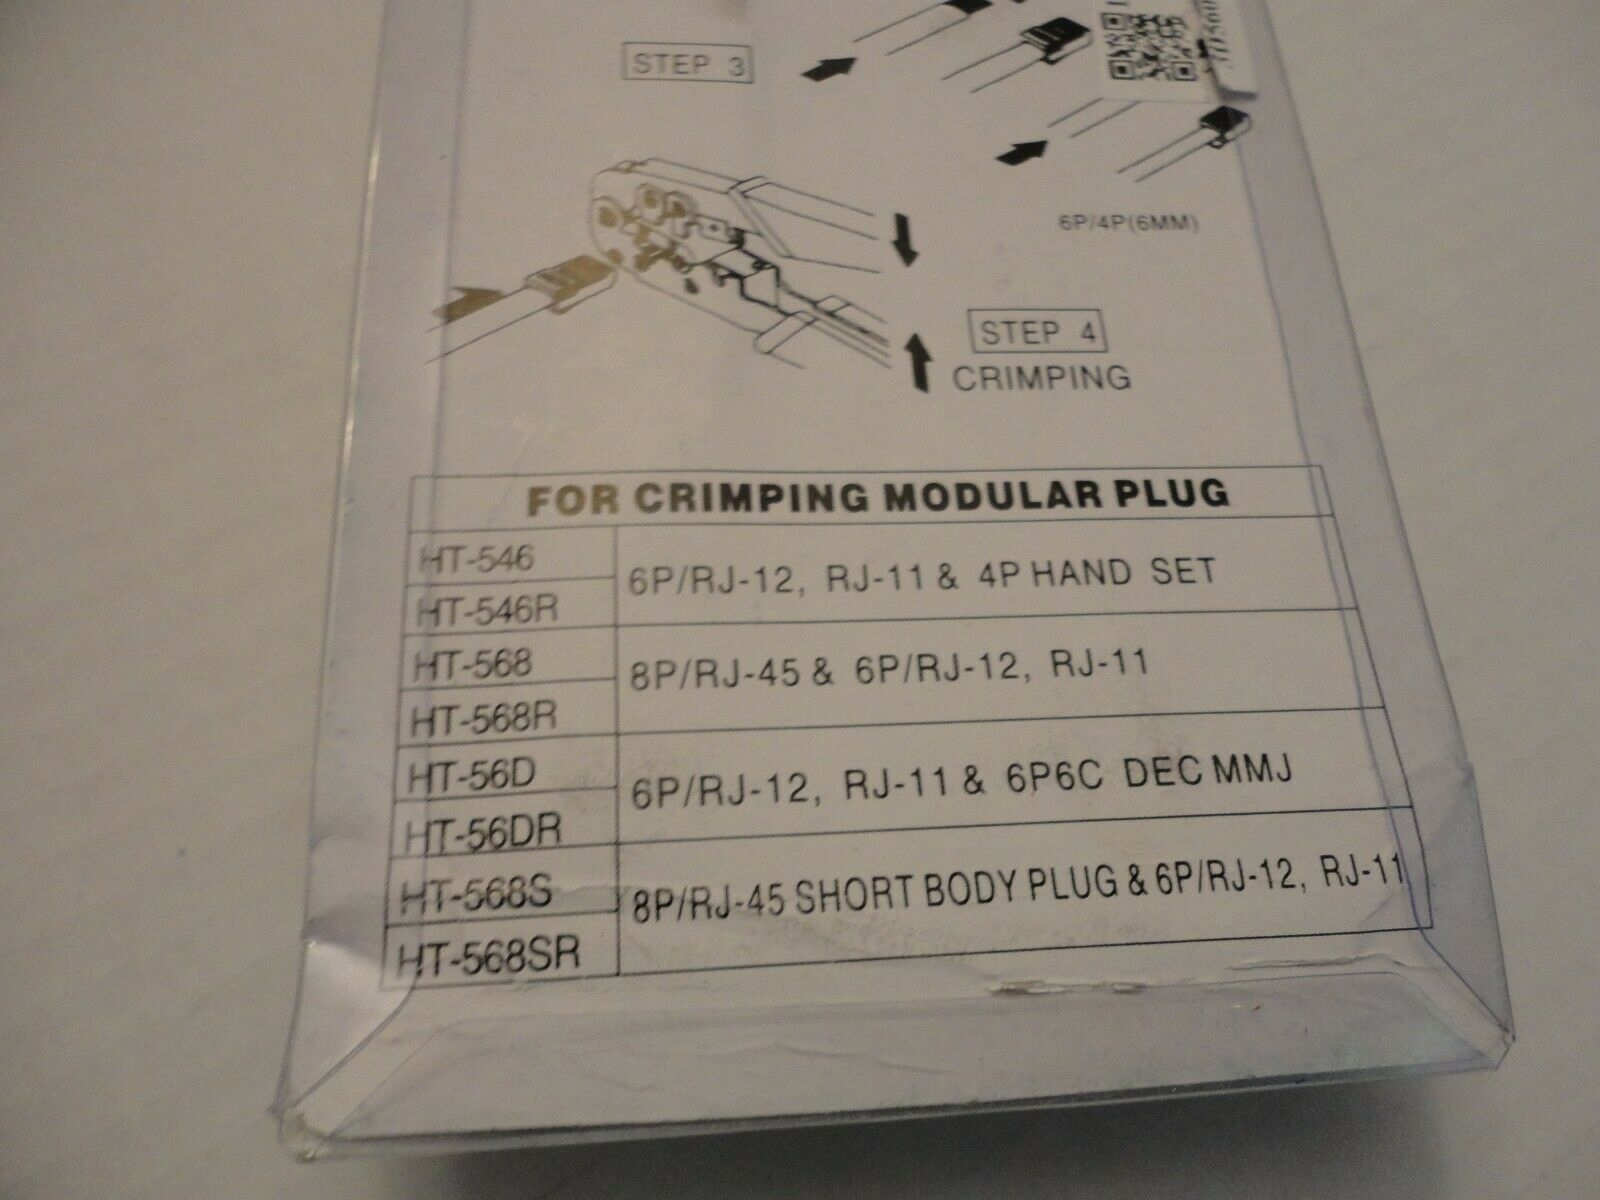 STEP 3
6P/4P(6MM)
STEP 4
CRIMPING
FOR CRIMPING MODULAR PLUG
HT-546
6P/RJ-12, RJ-11 & 4P HAND SET
HT-546R
HT-568
8P/RJ-45 & 6P/RJ-12, RJ-11
HT-568R
HT-56D
6P/RJ-12, RJ-11 & 6P6C DEC MMJ
HT-56DR
HT-568S
8P/RJ-45 SHORT BODY PLUG & 6P/RJ-12, RJ-11
HT-568SR